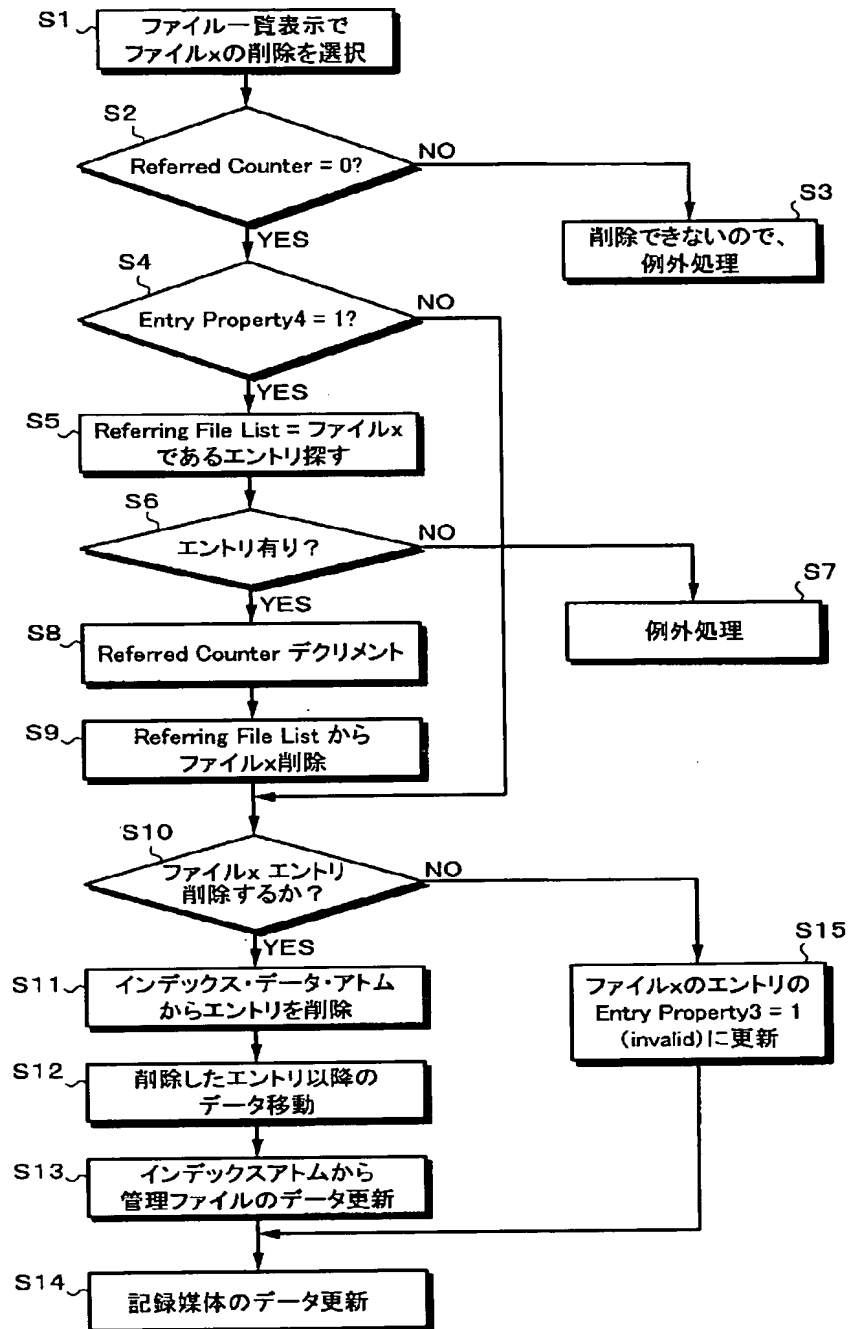 S1
ファイル一覧表示で
ファイルxの削除を選択
S2
Referred Counter = 0?
NO
YES
S3
削除できないので、
例外処理
S4
Entry Property4 = 1?
NO
YES
S5
Referring File List = ファイルx
であるエントリ探す
S6
エントリ有り？
NO
YES
S7
例外処理
S8
Referred Counter デクリメント
S9
Referring File List から
ファイルx削除
S10
ファイルx エントリ
削除するか？
NO
YES
S11
インデックス・データ・アトム
からエントリを削除
S15
ファイルxのエントリの
Entry Property3 = 1
(invalid)に更新
S12
削除したエントリ以降の
データ移動
S13
インデックスアトムから
管理ファイルのデータ更新
S14
記録媒体のデータ更新